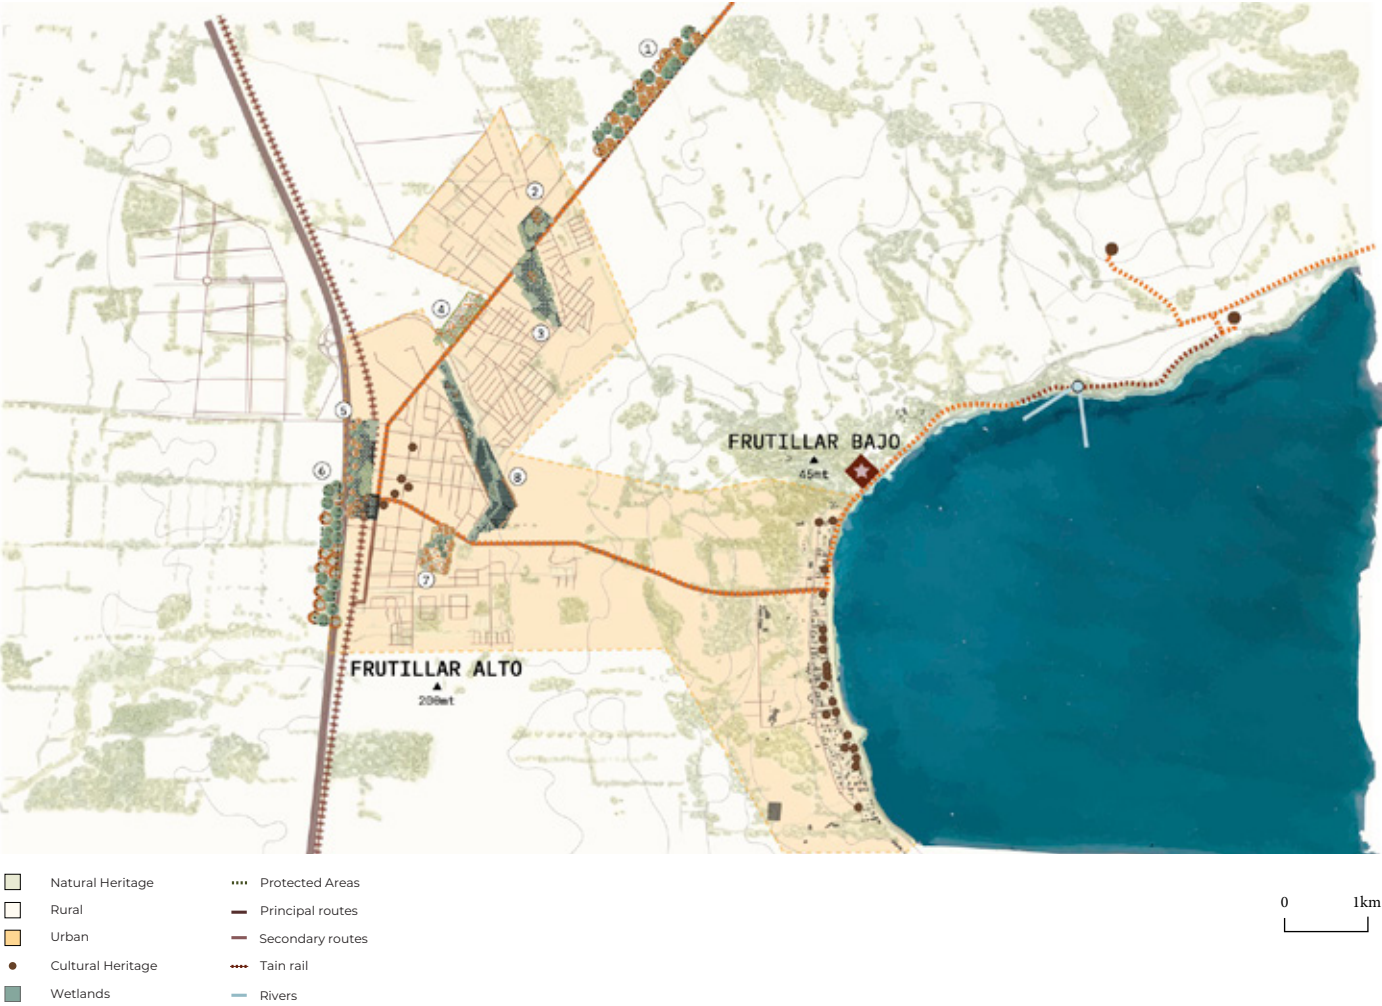 1
2
4
3
5
6
8
7
FRUTILLAR BAJO
45mt
FRUTILLAR ALTO
200mt
Natural Heritage
Rural
Urban
Cultural Heritage
Wetlands
Protected Areas
Principal routes
Secondary routes
Tain rail
Rivers
0 1km